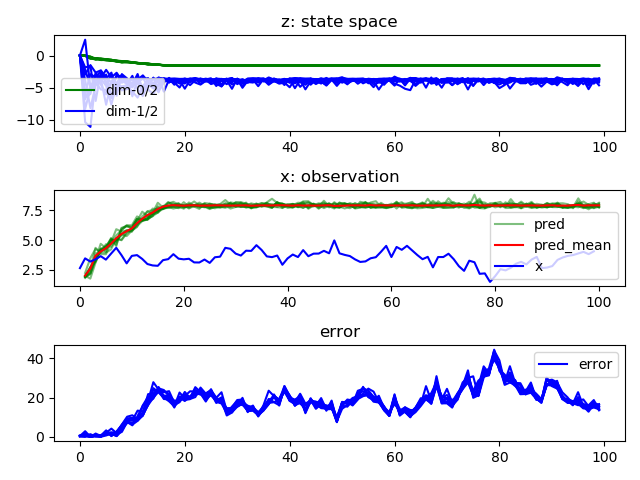 z: state space
0
−5
−10
dim-0/2
dim-1/2
0 20 40 60 80 100
x: observation
7.5
5.0
2.5
pred
pred_mean
x
0 20 40 60 80 100
error
40
20
0
error
0 20 40 60 80 100